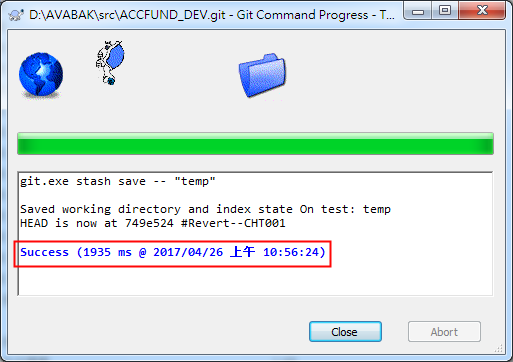 D:\AVABAK\src\ACCFUND_DEV.git - Git Command Progress - T...
git.exe stash save -- "temp"
Saved working directory and index state On test: temp
HEAD is now at 749e524 #Revert--CHT001
Success (1935 ms @ 2017/04/26 上午 10:56:24)
Close
Abort